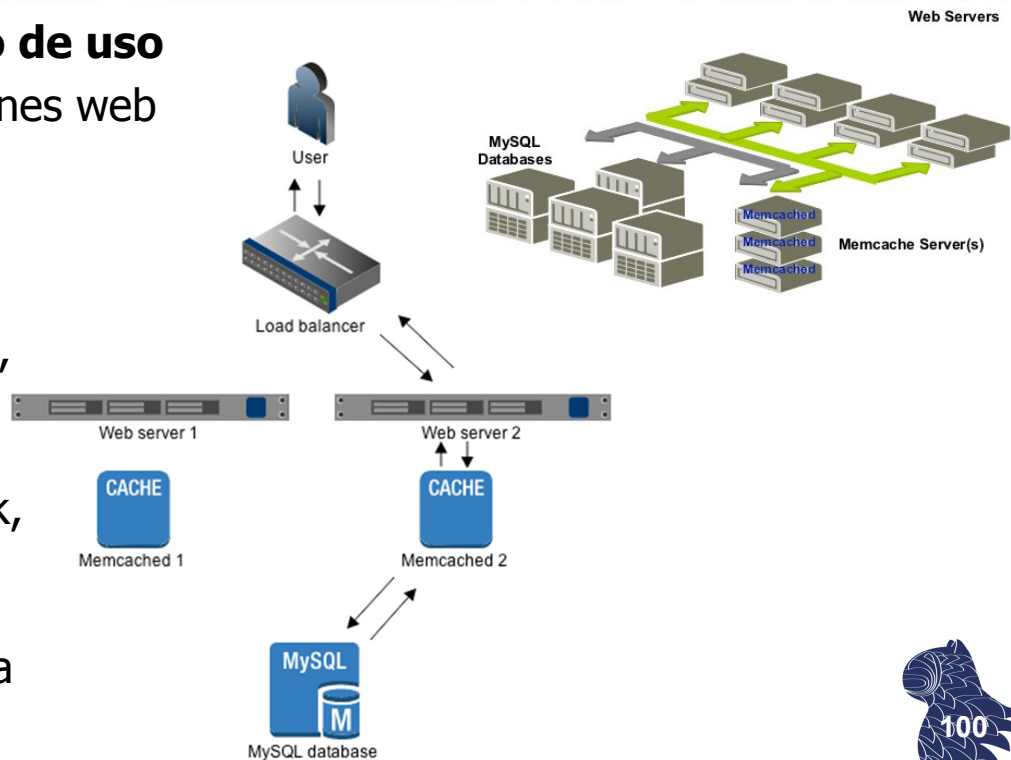 o de uso
nes web
,
k,
a
User
Load balancer
Web server 1
Web server 2
CACHE
Memcached 1
CACHE
Memcached 2
MySQL
M
MySQL database
Web Servers
MySQL
Databases
Memcached
Memcached
Memcached
Memcache Server(s)
100